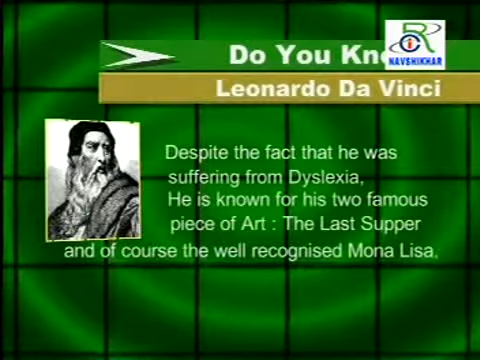 Do You Kn
R
i
NAVSHIKHAR
Leonardo Da Vinci
Despite the fact that he was
suffering from Dyslexia,
He is known for his two famous
piece of Art : The Last Supper
and of course the well recognised Mona Lisa.